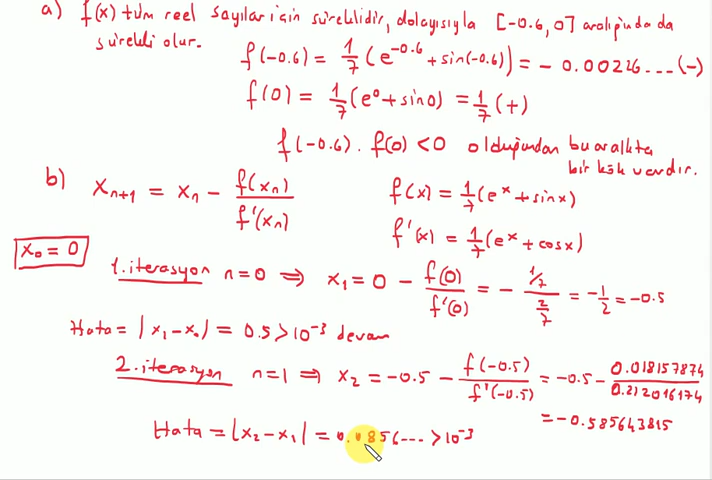 a) f(x) tüm reel sayılar için süreklidir, dolayısıyla [-0.6, 0] aralığında da
sürekli olur.
f(-0.6) = 1/7 (e^-0.6 + sin(-0.6)) = -0.00226... (-)
f(0) = 1/7 (e^0 + sin0) = 1/7 (+)
f(-0.6) . f(0) < 0 olduğundan bu aralıkta
bir kök vardır.
b) x_n+1 = x_n - f(x_n)/f'(x_n)
f(x) = 1/7 (e^x + sinx)
f'(x) = 1/7 (e^x + cosx)
x_0 = 0
1. iterasyon n=0 ⇒ x_1 = 0 - f(0)/f'(0) = - (1/7)/(2/7) = -1/2 = -0.5
Hata = |x_1 - x_0| = 0.5 > 10^-3 devam
2. iterasyon n=1 ⇒ x_2 = -0.5 - f(-0.5)/f'(-0.5) = -0.5 - 0.018157874/0.212016174
= -0.585643815
Hata = |x_2 - x_1| = 0.0856... > 10^-3